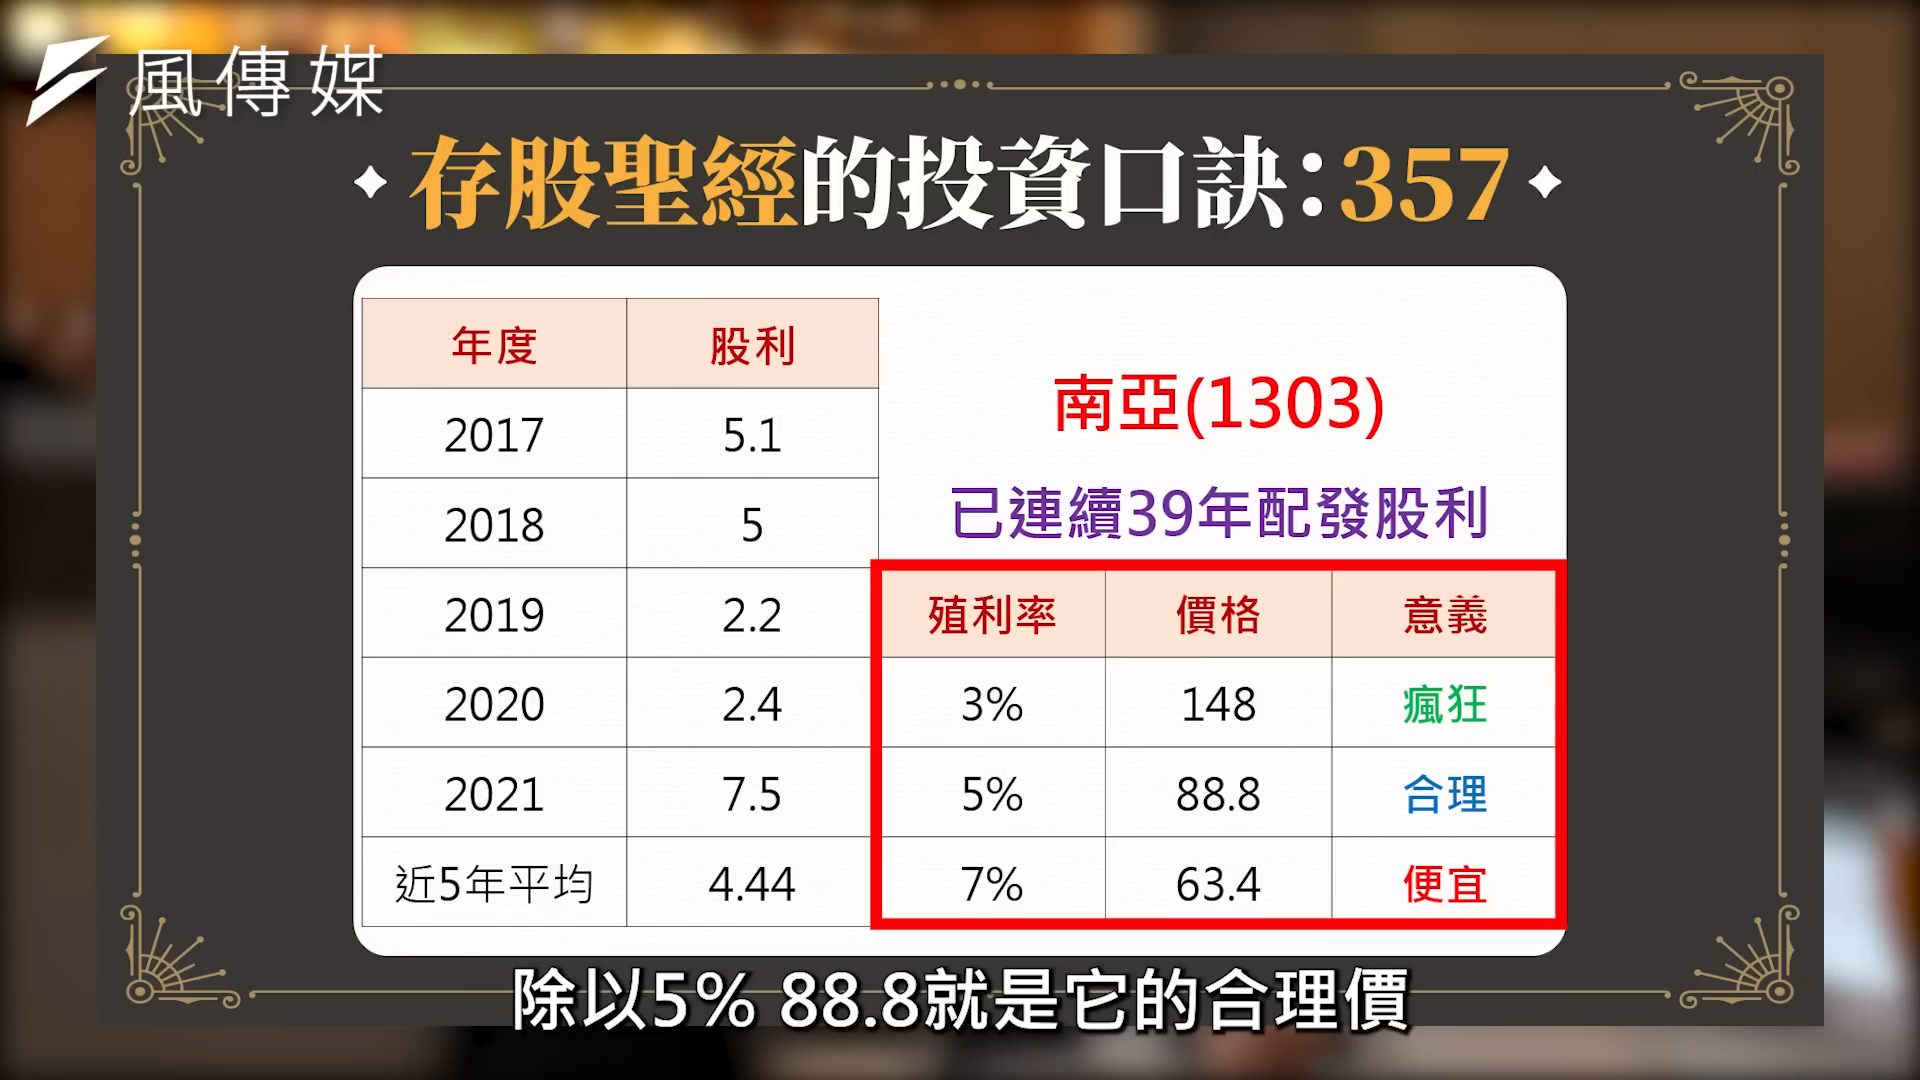 風傳媒
存股聖經的投資口訣:357
年度 股利
2017 5.1
2018 5
2019 2.2
2020 2.4
2021 7.5
近5年平均 4.44
南亞(1303)
已連續39年配發股利
殖利率 價格 意義
3% 148 瘋狂
5% 88.8 合理
7% 63.4 便宜
除以5% 88.8就是它的合理價